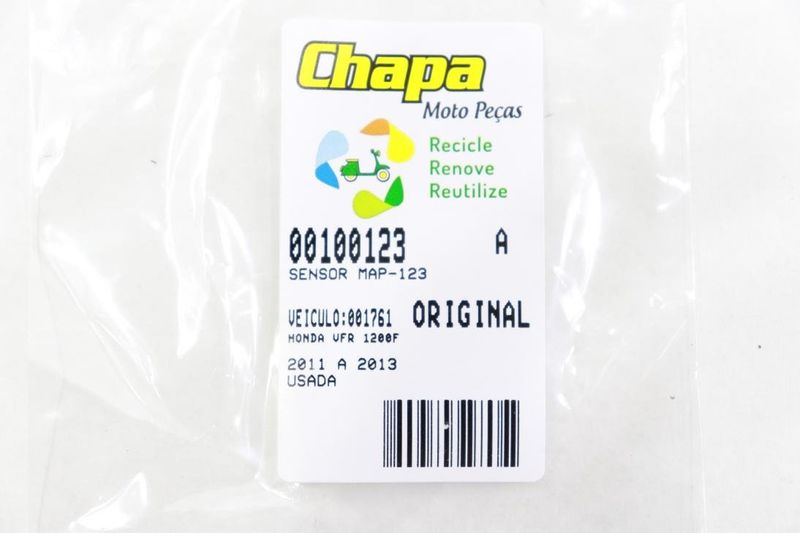 Chapa
Moto Peças
Recicle
Renove
Reutilize
00100123 A
SENSOR MAP-123
VEICULO:001761 ORIGINAL
HONDA VFR 1200F
2011 A 2013
USADA